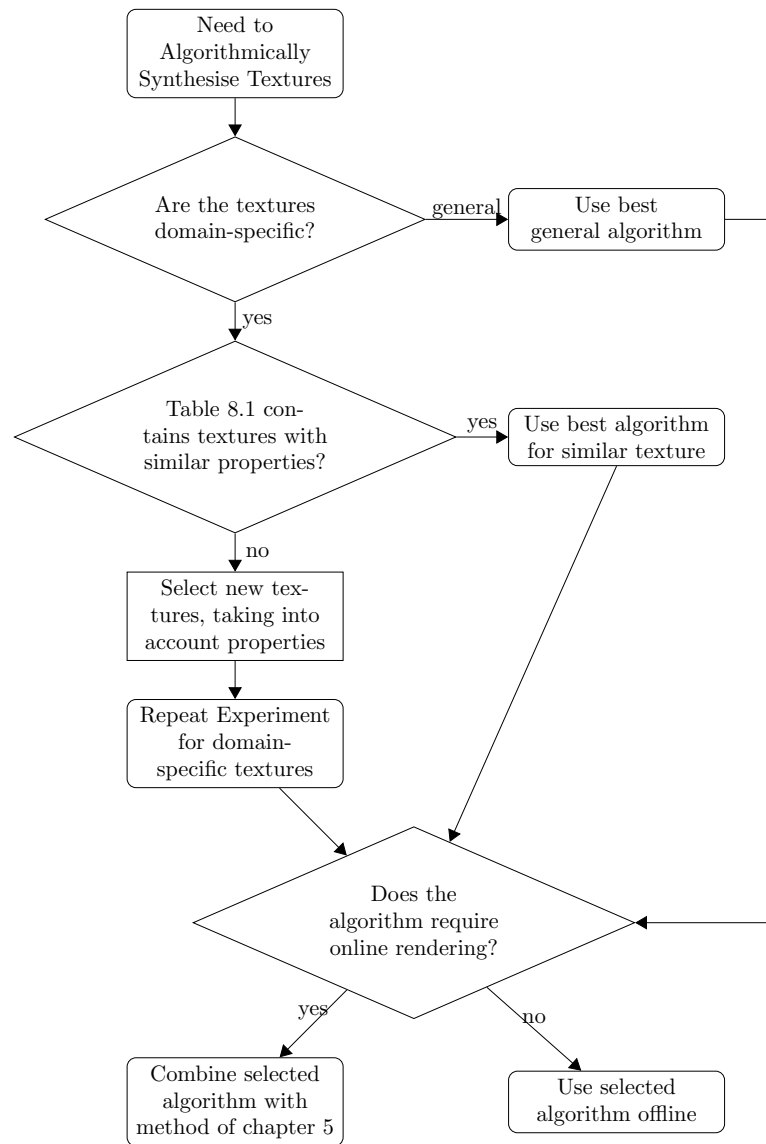 Need to
Algorithmically
Synthesise Textures
Are the textures
domain-specific?
general
Use best
general algorithm
yes
Table 8.1 con-
tains textures with
similar properties?
yes
Use best algorithm
for similar texture
no
Select new tex-
tures, taking into
account properties
Repeat Experiment
for domain-
specific textures
Does the
algorithm require
online rendering?
yes
no
Combine selected
algorithm with
method of chapter 5
Use selected
algorithm offline